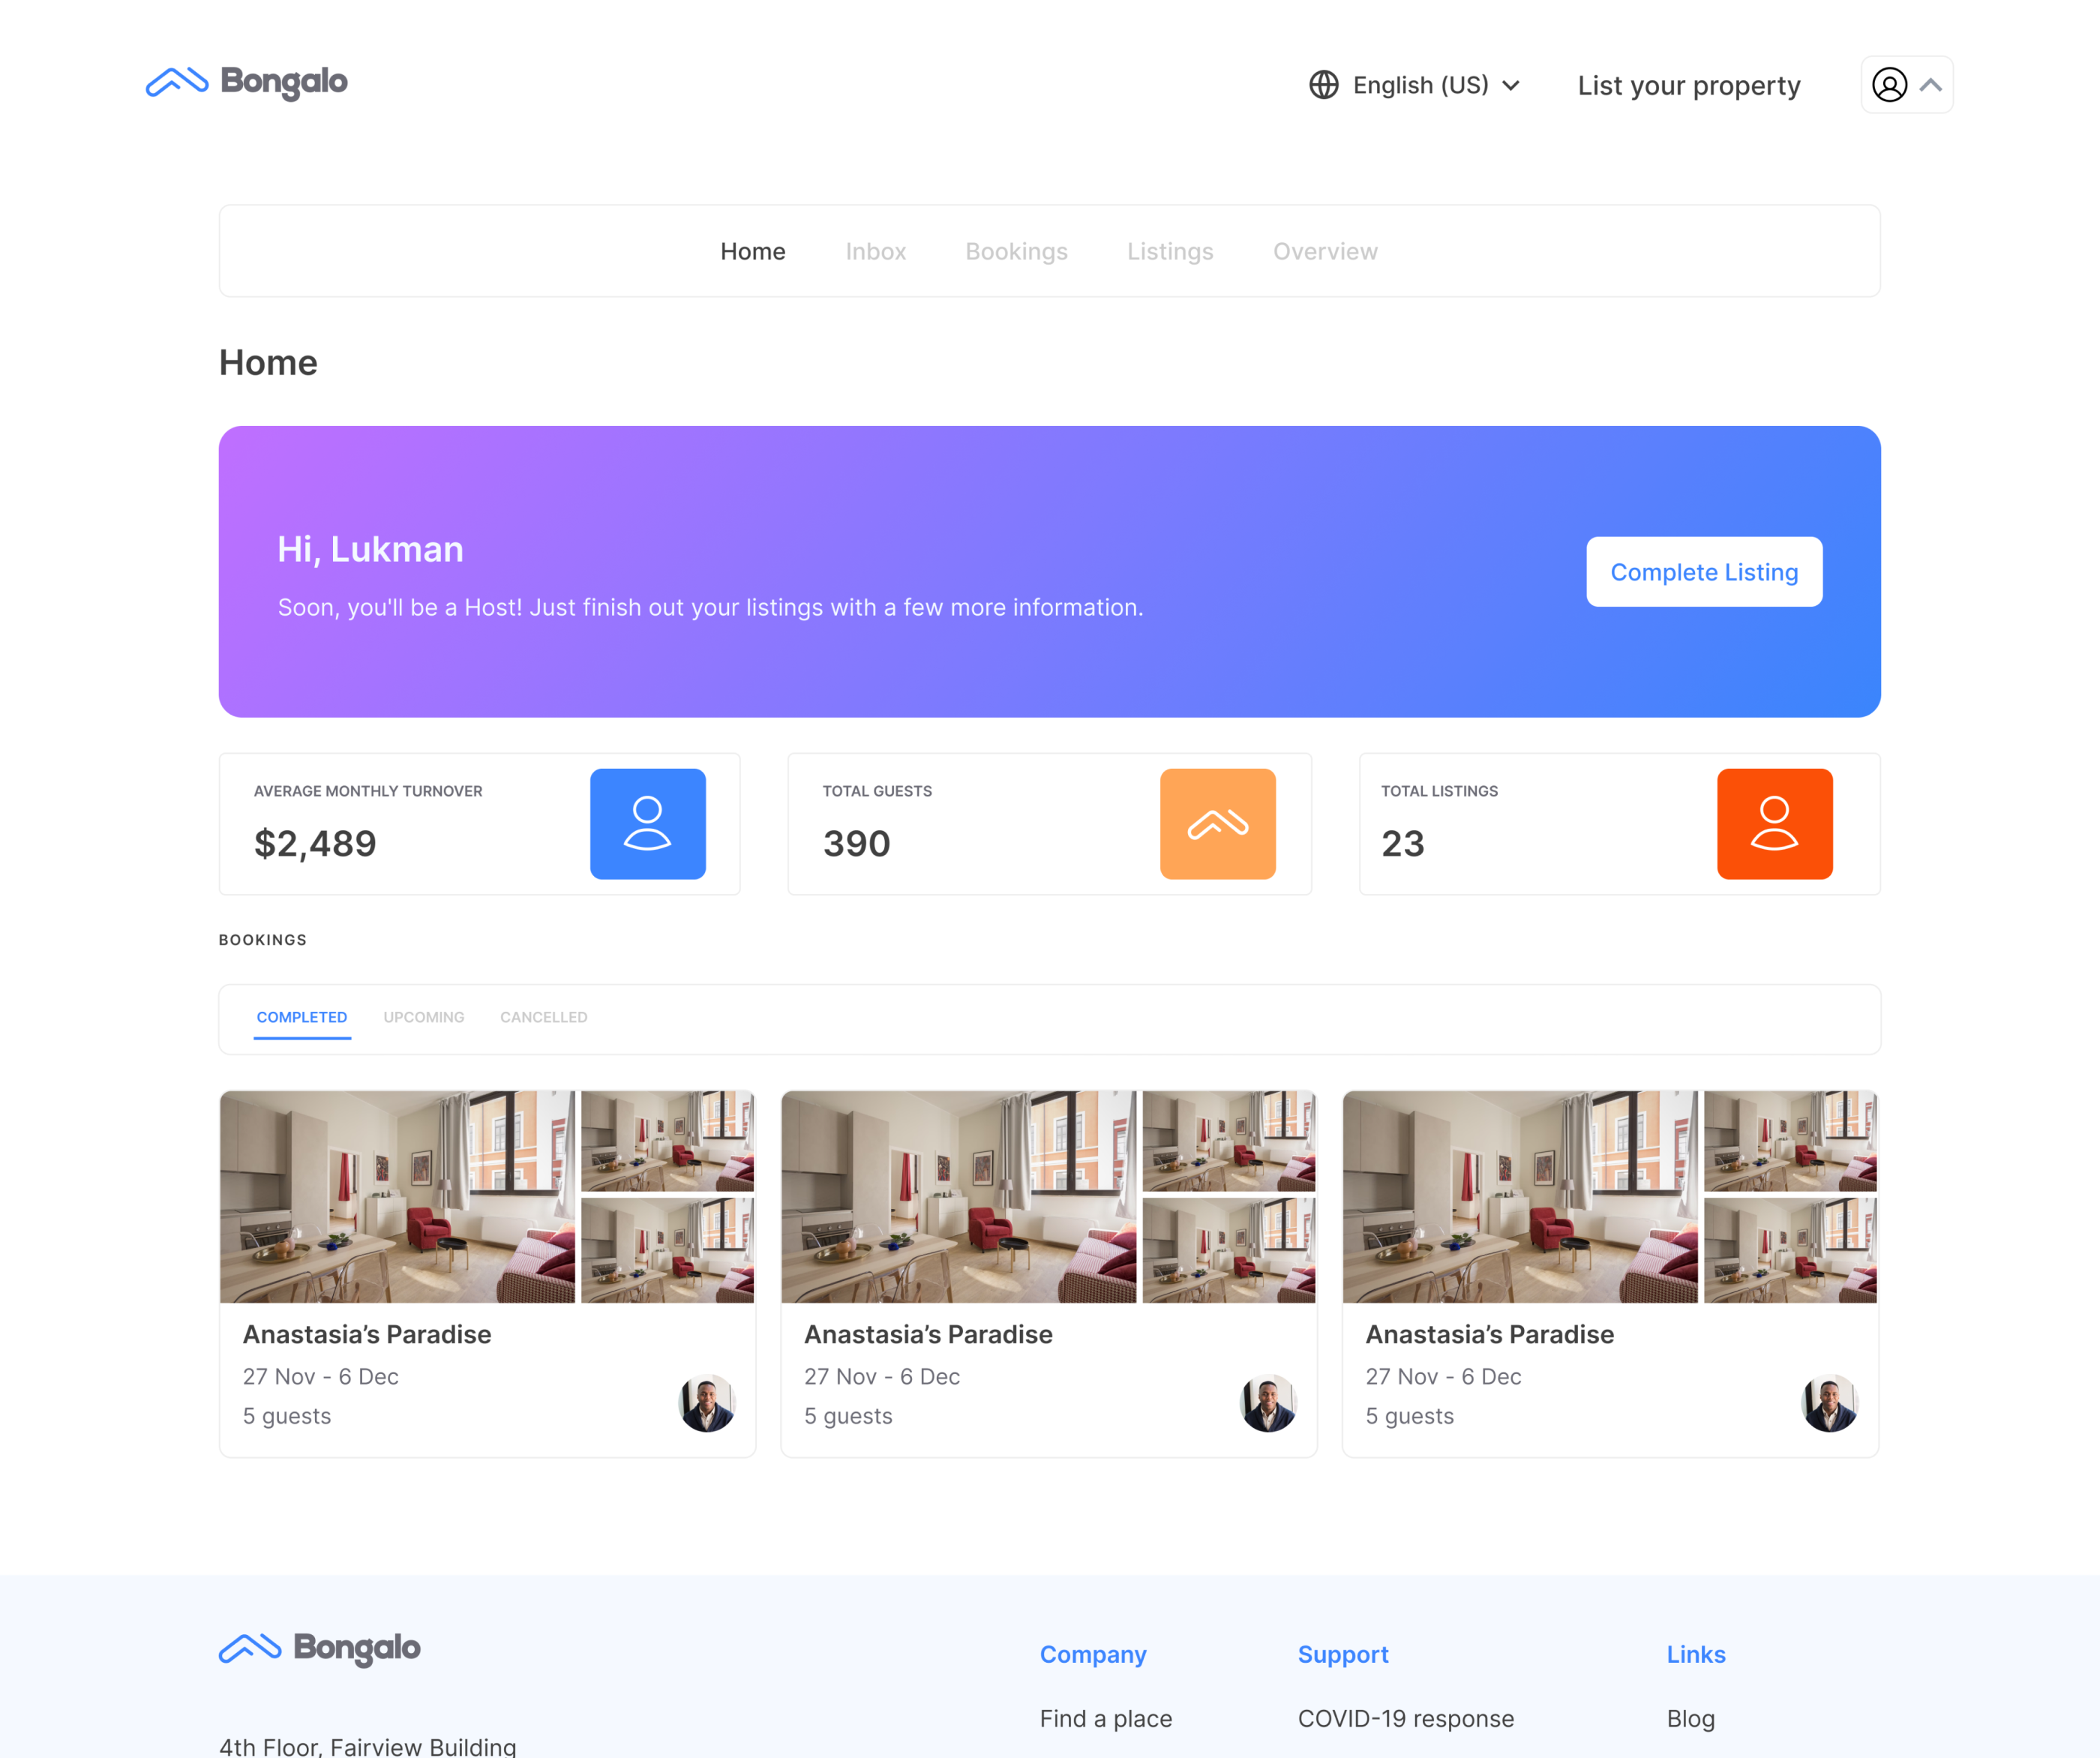 Bongalo
English (US)
List your property
Home
Inbox
Bookings
Listings
Overview
Home
Hi, Lukman
Soon, you'll be a Host! Just finish out your listings with a few more information.
Complete Listing
AVERAGE MONTHLY TURNOVER
$2,489
TOTAL GUESTS
390
TOTAL LISTINGS
23
BOOKINGS
COMPLETED
UPCOMING
CANCELLED
Anastasia’s Paradise
27 Nov - 6 Dec
5 guests
Anastasia’s Paradise
27 Nov - 6 Dec
5 guests
Anastasia’s Paradise
27 Nov - 6 Dec
5 guests
Bongalo
4th Floor, Fairview Building
Company
Find a place
Support
COVID-19 response
Links
Blog